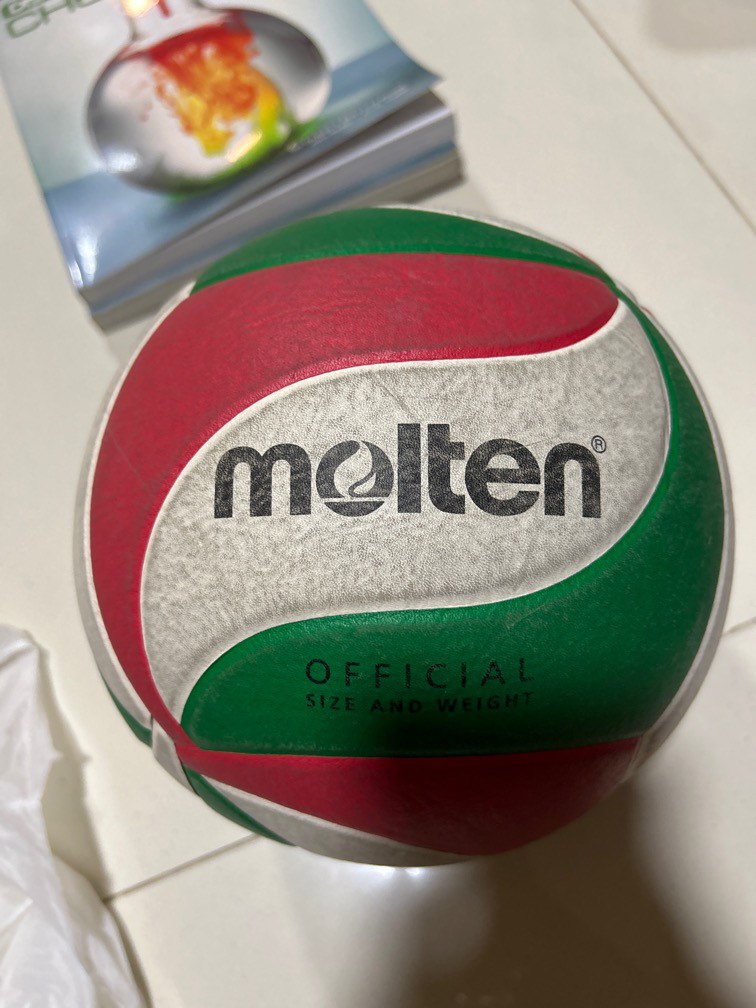 molten®
OFFICIAL
SIZE AND WEIGHT